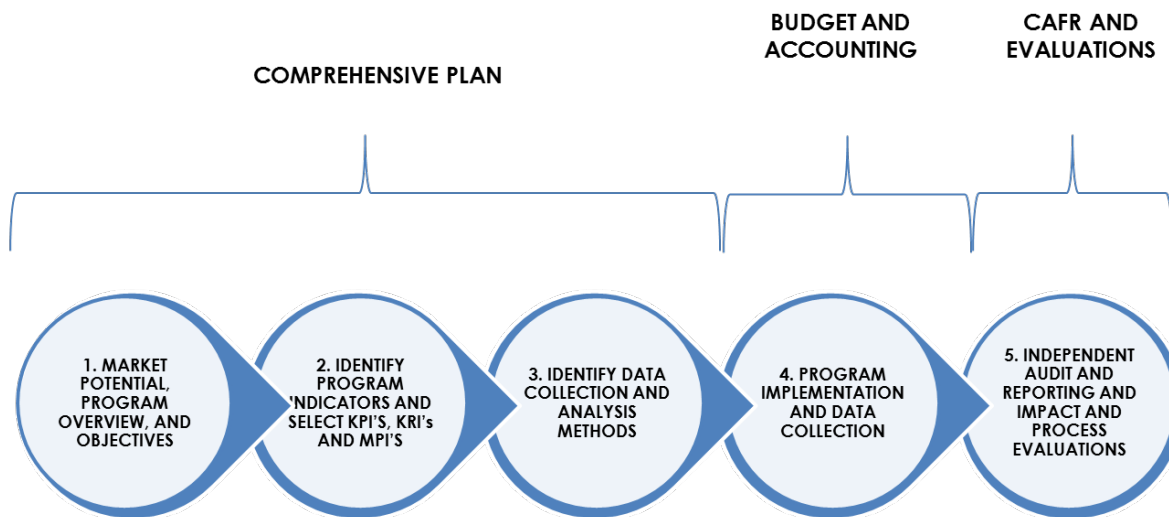 COMPREHENSIVE PLAN
BUDGET AND
ACCOUNTING
CAFR AND
EVALUATIONS
1. MARKET
POTENTIAL,
PROGRAM
OVERVIEW, AND
OBJECTIVES
2. IDENTIFY
PROGRAM
INDICATORS AND
SELECT KPI'S, KRI's
and MPI'S
3. IDENTIFY DATA
COLLECTION AND
ANALYSIS
METHODS
4. PROGRAM
IMPLEMENTATION
AND DATA
COLLECTION
5. INDEPENDENT
AUDIT AND
REPORTING AND
IMPACT AND
PROCESS
EVALUATIONS